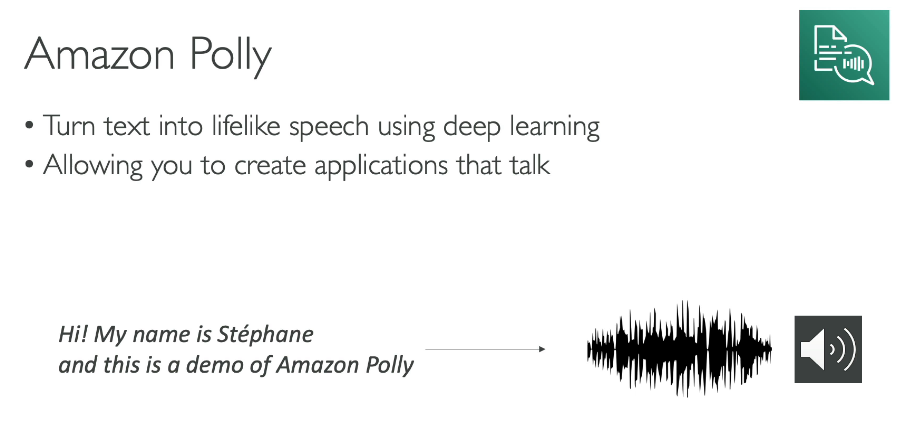 Amazon Polly
• Turn text into lifelike speech using deep learning
• Allowing you to create applications that talk
Hi! My name is Stéphane
and this is a demo of Amazon Polly